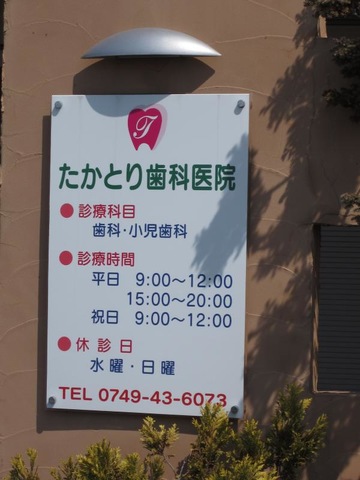 T
たかとり歯科医院
● 診療科目
歯科・小児歯科
● 診療時間
平日 9:00～12:00
15:00～20:00
祝日 9:00～12:00
● 休診日
水曜・日曜
TEL 0749-43-6073